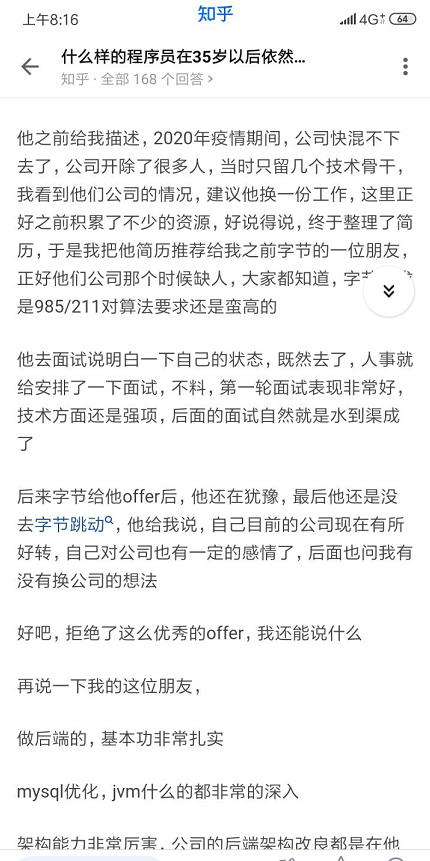 上午8:16
知乎
4G
64
什么样的程序员在35岁以后依然...
知乎 · 全部 168 个回答 >
他之前给我描述，2020年疫情期间，公司快混不下
去了，公司开除了很多人，当时只留几个技术骨干，
我看到他们公司的情况，建议他换一份工作，这里正
好之前积累了不少的资源，好说得说，终于整理了简
历，于是我把他简历推荐给我之前字节的一位朋友，
正好他们公司那个时候缺人，大家都知道，字
是985/211对算法要求还是蛮高的
他去面试说明白一下自己的状态，既然去了，人事就
给安排了一下面试，不料，第一轮面试表现非常好，
技术方面还是强项，后面的面试自然就是水到渠成
了
后来字节给他offer后，他还在犹豫，最后他还是没
去字节跳动，他给我说，自己目前的公司现在有所
好转，自己对公司也有一定的感情了，后面也问我有
没有换公司的想法
好吧，拒绝了这么优秀的offer，我还能说什么
再说一下我的这位朋友，
做后端的，基本功非常扎实
mysql优化，jvm什么的都非常的深入
架构能力非常厉害，公司的后端架构改良都是在他